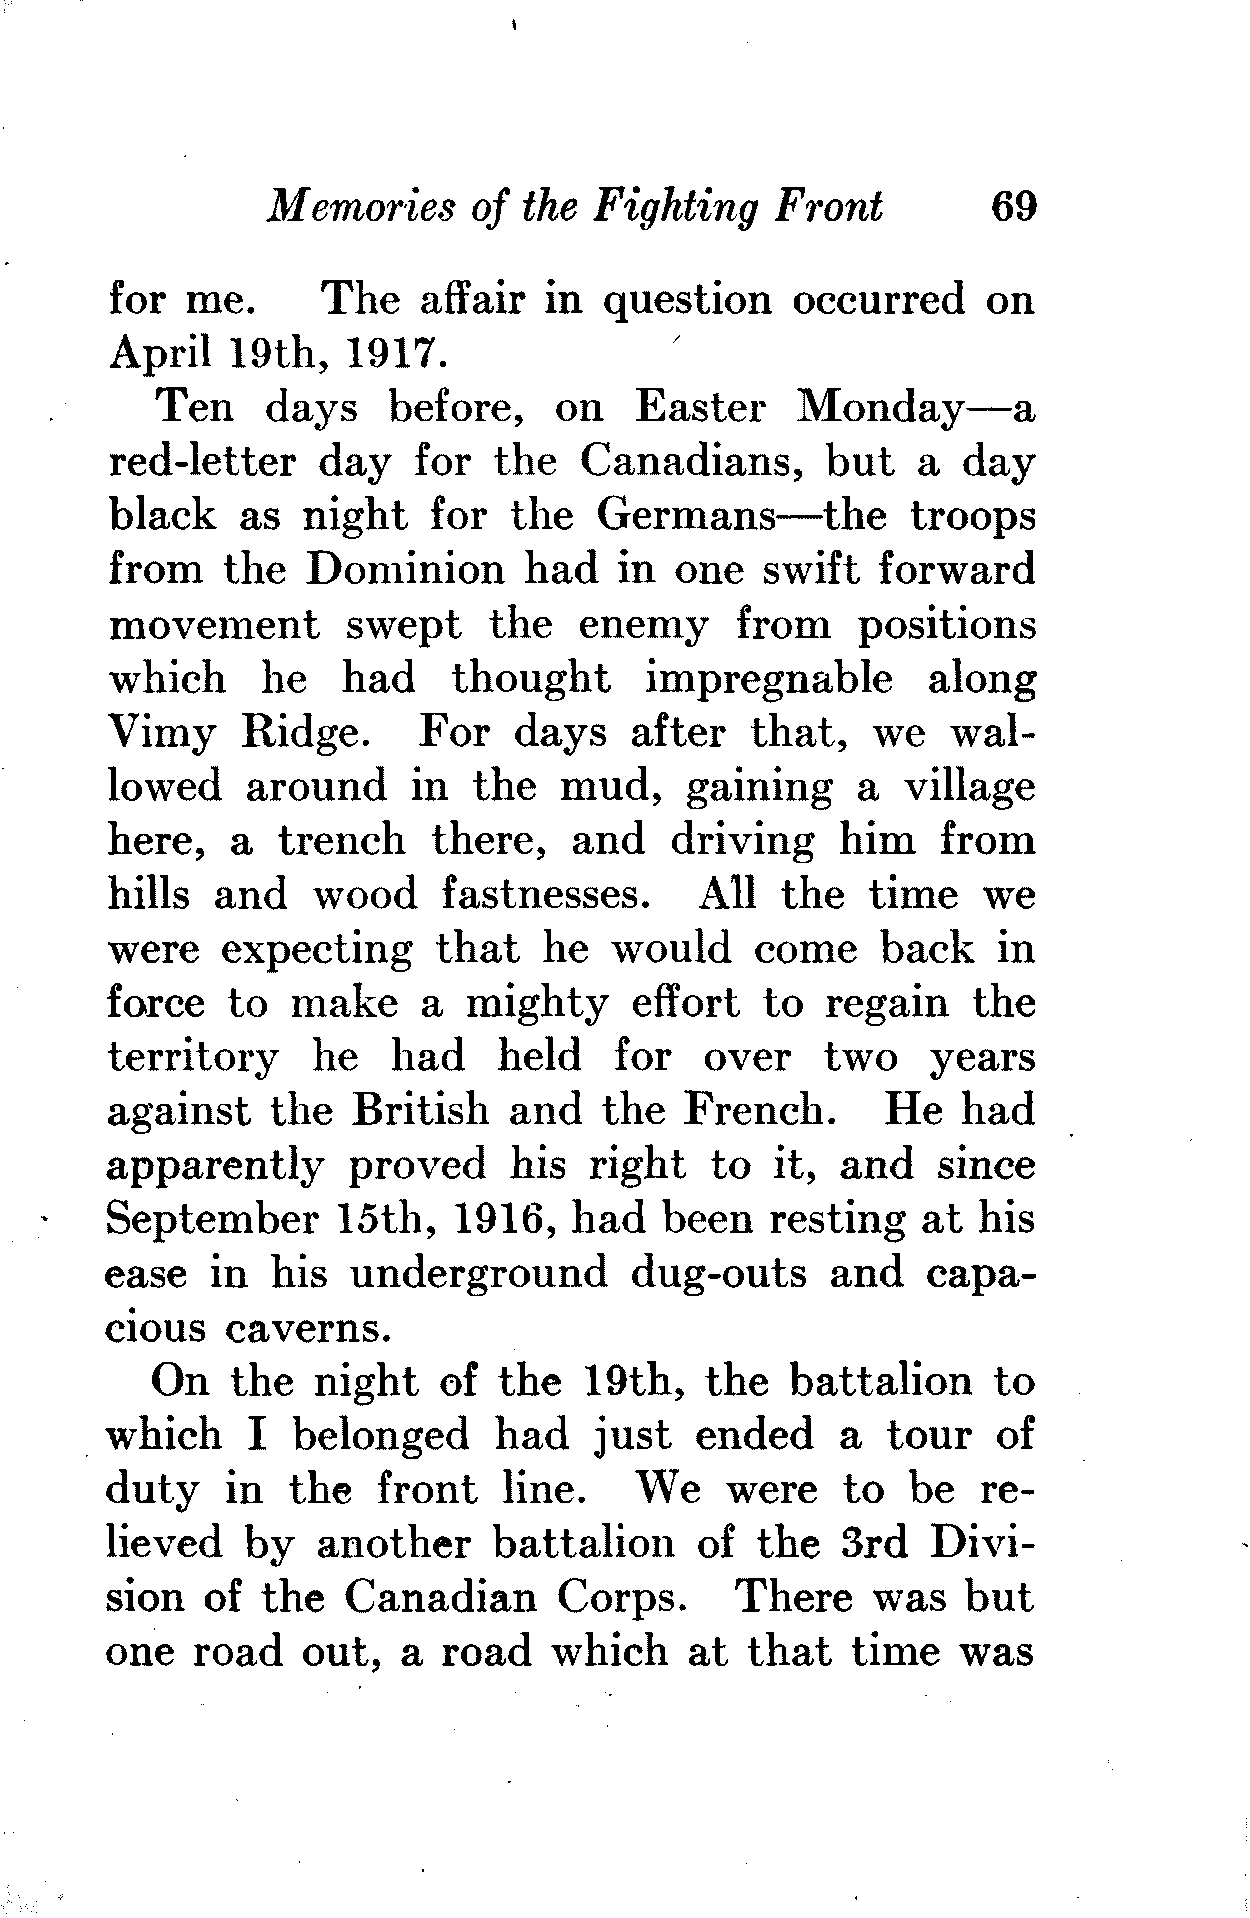 Memories of the Fighting Front 69
for me. The affair in question occurred on
April 19th, 1917.
Ten days before, on Easter Monday—a
red-letter day for the Canadians, but a day
black as night for the Germans—the troops
from the Dominion had in one swift forward
movement swept the enemy from positions
which he had thought impregnable along
Vimy Ridge. For days after that, we wal-
lowed around in the mud, gaining a village
here, a trench there, and driving him from
hills and wood fastnesses. All the time we
were expecting that he would come back in
force to make a mighty effort to regain the
territory he had held for over two years
against the British and the French. He had
apparently proved his right to it, and since
September 15th, 1916, had been resting at his
ease in his underground dug-outs and capa-
cious caverns.
On the night of the 19th, the battalion to
which I belonged had just ended a tour of
duty in the front line. We were to be re-
lieved by another battalion of the 3rd Divi-
sion of the Canadian Corps. There was but
one road out, a road which at that time was